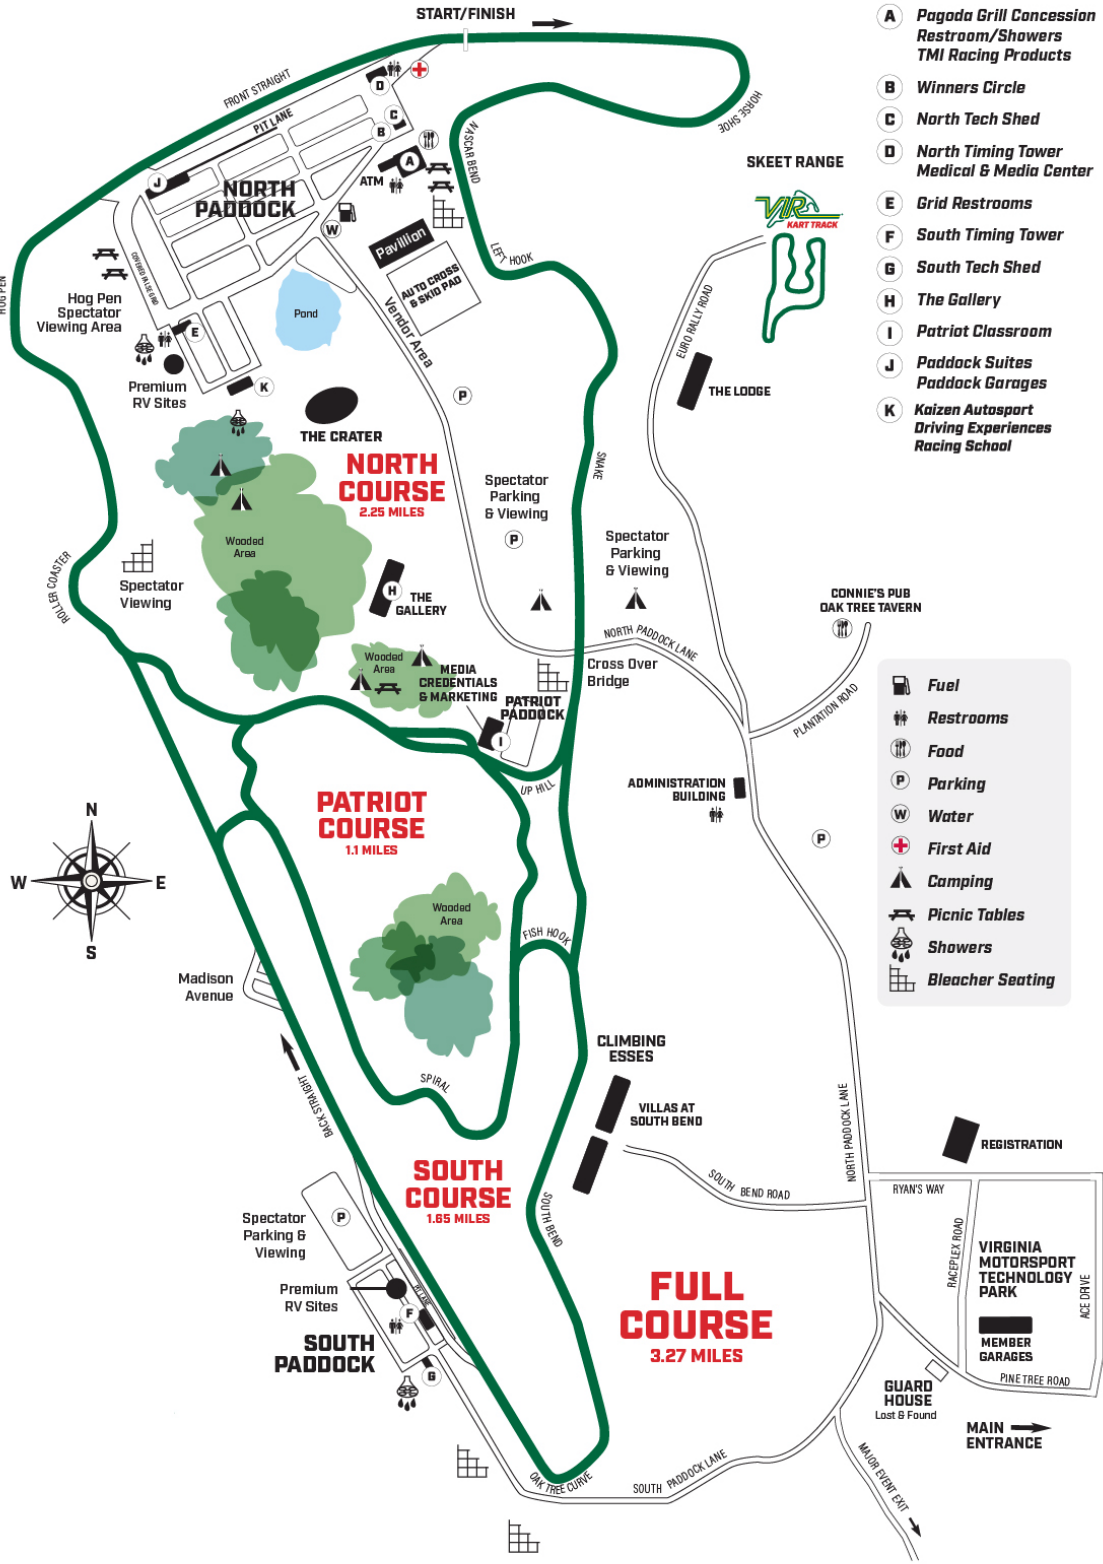 START/FINISH
FRONT STRAIGHT
PIT LANE
HORSE SHOE
NASCAR BEND
LEFT HOOK
SNAKE
HOG PEN
D
C
B
A
ATM
J
NORTH
PADDOCK
W
Pavillion
AUTO CROSS
& SKID PAD
Vendor Area
Pond
Hog Pen
Spectator
Viewing Area
E
Premium
RV Sites
K
THE CRATER
NORTH
COURSE
2.25 MILES
P
Spectator
Parking
& Viewing
P
Spectator
Parking
& Viewing
Wooded
Area
ROLLER COASTER
Spectator
Viewing
H
THE
GALLERY
Wooded
Area
MEDIA
CREDENTIALS
& MARKETING
PATRIOT
PADDOCK
I
UP HILL
NORTH PADDOCK LANE
Cross Over
Bridge
SKEET RANGE
VIR
KART TRACK
EURO RALLY ROAD
THE LODGE
CONNIE'S PUB
OAK TREE TAVERN
PLANTATION ROAD
ADMINISTRATION
BUILDING
P
PATRIOT
COURSE
1.1 MILES
N
W
E
S
Wooded
Area
FISH HOOK
Madison
Avenue
BACK STRAIGHT
SPIRAL
CLIMBING
ESSES
VILLAS AT
SOUTH BEND
SOUTH BEND ROAD
NORTH PADDOCK LANE
SOUTH
COURSE
1.65 MILES
SOUTH BEND
Spectator
Parking &
Viewing
P
Premium
RV Sites
PIT LANE
F
SOUTH
PADDOCK
G
OAK TREE CURVE
FULL
COURSE
3.27 MILES
SOUTH PADDOCK LANE
REGISTRATION
RYAN'S WAY
RACEPLEX ROAD
VIRGINIA
MOTORSPORT
TECHNOLOGY
PARK
ACE DRIVE
MEMBER
GARAGES
PINE TREE ROAD
GUARD
HOUSE
Lost & Found
MAIN
ENTRANCE
MAJOR EVENT EXIT
A Pagoda Grill Concession
Restroom/Showers
TMI Racing Products
B Winners Circle
C North Tech Shed
D North Timing Tower
Medical & Media Center
E Grid Restrooms
F South Timing Tower
G South Tech Shed
H The Gallery
I Patriot Classroom
J Paddock Suites
Paddock Garages
K Kaizen Autosport
Driving Experiences
Racing School
Fuel
Restrooms
Food
P Parking
W Water
First Aid
Camping
Picnic Tables
Showers
Bleacher Seating